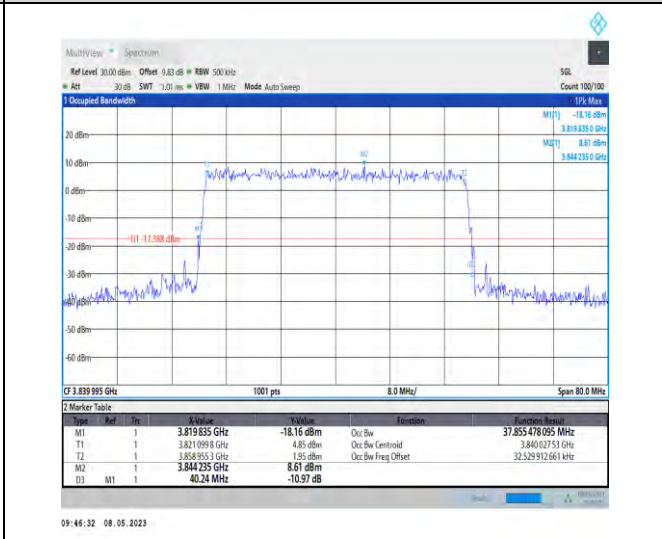 MultiView Spectrum
Ref Level 30.00 dBm Offset 9.83 dB RBW 500 kHz SGL
Att 30 dB SWT 1.01 ms VBW 1 MHz Mode Auto Sweep Count 100/100
1 Occupied Bandwidth 1Pk Max
M1[1] -18.16 dBm
3.819 835 0 GHz
M2[1] 8.61 dBm
3.844 235 0 GHz
20 dBm
10 dBm
0 dBm
-10 dBm
H1 -17.388 dBm
-20 dBm
-30 dBm
-40 dBm
-50 dBm
-60 dBm
CF 3.839 995 GHz 1001 pts 8.0 MHz/ Span 80.0 MHz
2 Marker Table
Type Ref Trc X-Value Y-Value Function Function Result
M1 1 3.819 835 GHz -18.16 dBm Occ Bw 37.855 478 095 MHz
T1 1 3.821 099 8 GHz 4.85 dBm Occ Bw Centroid 3.840 027 53 GHz
T2 1 3.858 955 3 GHz 1.95 dBm Occ Bw Freq Offset 32.529 912 661 kHz
M2 1 3.844 235 GHz 8.61 dBm
D3 M1 1 40.24 MHz -10.97 dB
09:46:32 08.05.2023